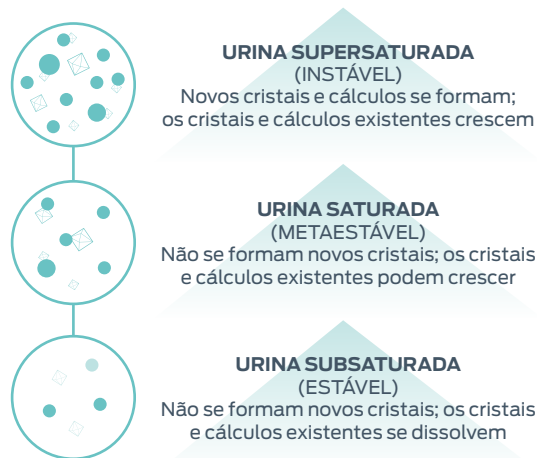 URINA SUPERSATURADA
(INSTÁVEL)
Novos cristais e cálculos se formam;
os cristais e cálculos existentes crescem
URINA SATURADA
(METAESTÁVEL)
Não se formam novos cristais; os cristais
e cálculos existentes podem crescer
URINA SUBSATURADA
(ESTÁVEL)
Não se formam novos cristais; os cristais
e cálculos existentes se dissolvem